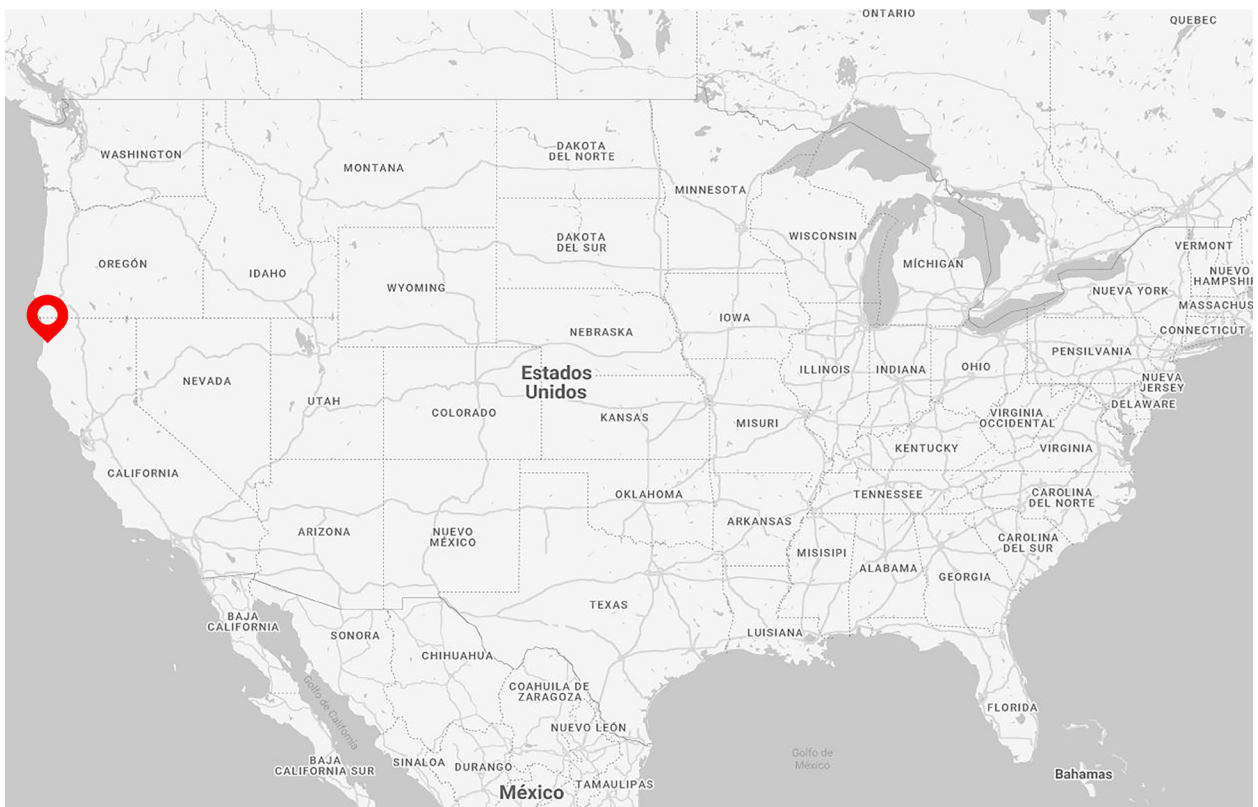 ONTARIO
QUEBEC
WASHINGTON
MONTANA
DAKOTA
DEL NORTE
MINNESOTA
OREGÓN
IDAHO
WYOMING
DAKOTA
DEL SUR
WISCONSIN
MÍCHIGAN
VERMONT
NUEVO
HAMPSHIR
NUEVA YORK
MASSACHUS
CONNECTICUT
NEBRASKA
IOWA
PENSILVANIA
NEVADA
UTAH
COLORADO
Estados
Unidos
KANSAS
ILLINOIS
INDIANA
OHIO
NUEVA
JERSEY
DELAWARE
MISURI
VIRGINIA
OCCIDENTAL
KENTUCKY
VIRGINIA
CALIFORNIA
OKLAHOMA
TENNESSEE
CAROLINA
DEL NORTE
ARIZONA
NUEVO
MÉXICO
ARKANSAS
MISISIPI
ALABAMA
GEORGIA
CAROLINA
DEL SUR
TEXAS
LUISIANA
BAJA
CALIFORNIA
SONORA
CHIHUAHUA
COAHUILA DE
ZARAGOZA
NUEVO LEÓN
FLORIDA
Golfo de California
BAJA
CALIFORNIA SUR
SINALOA
DURANGO
TAMAULIPAS
México
Golfo de
México
Bahamas